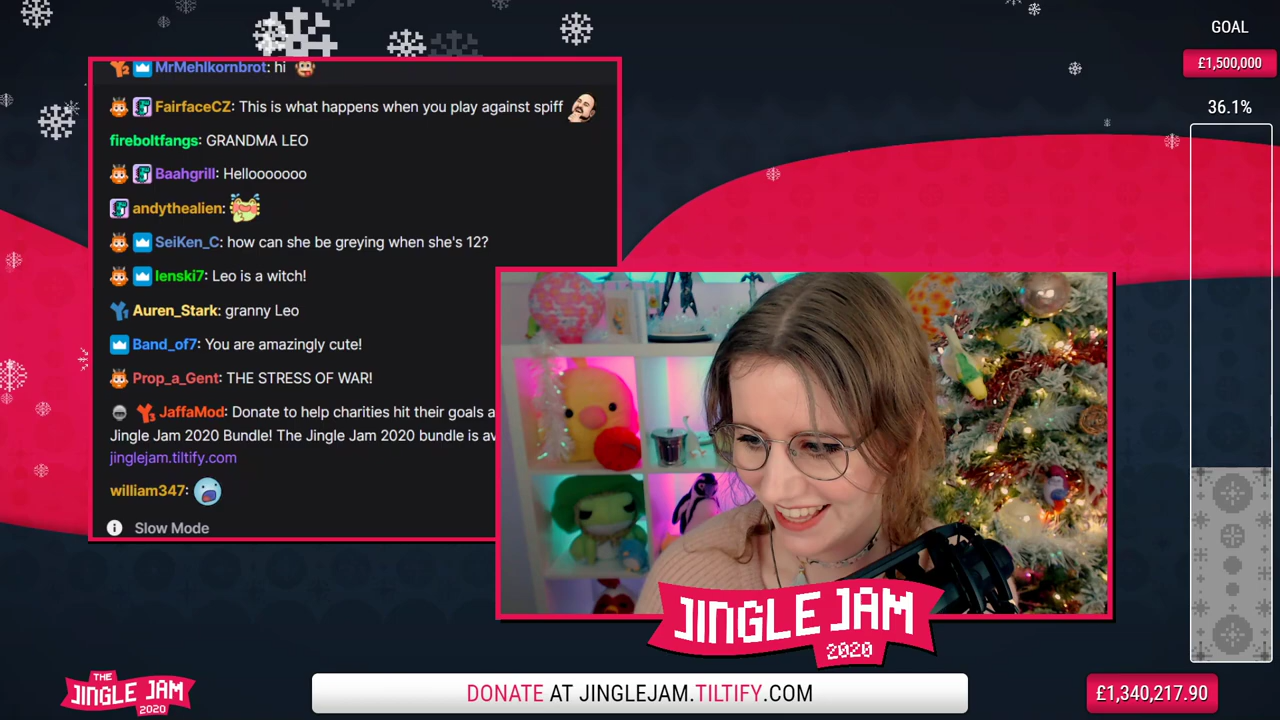 GOAL
£1,500,000
36.1%
MrMehlkornbrot: hi
FairfaceCZ: This is what happens when you play against spiff
fireboltfangs: GRANDMA LEO
Baahgrill: Hellooooooo
andythealien:
SeiKen_C: how can she be greying when she's 12?
lenski7: Leo is a witch!
Auren_Stark: granny Leo
Band_of7: You are amazingly cute!
Prop_a_Gent: THE STRESS OF WAR!
JaffaMod: Donate to help charities hit their goals a
Jingle Jam 2020 Bundle! The Jingle Jam 2020 bundle is av
jinglejam.tiltify.com
william347:
Slow Mode
JINGLE JAM
2020
THE
JINGLE JAM
2020
DONATE AT JINGLEJAM.TILTIFY.COM
£1,340,217.90